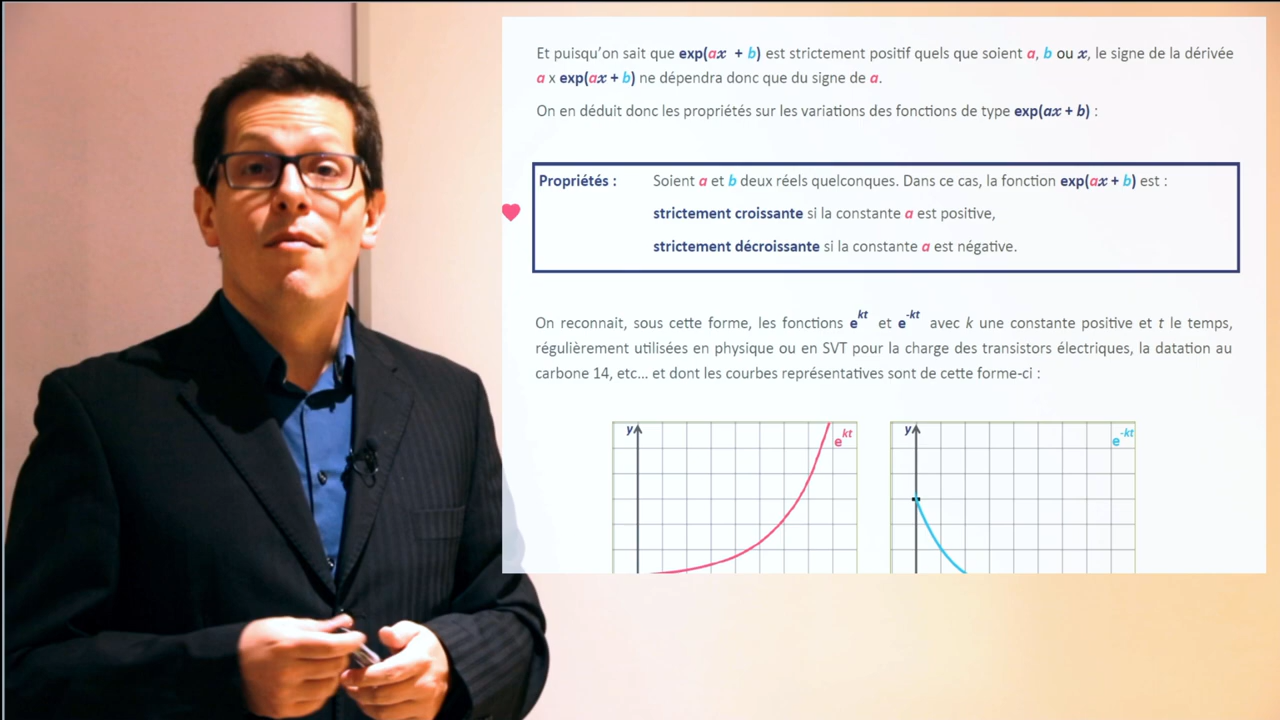 Et puisqu'on sait que exp(ax + b) est strictement positif quels que soient a, b ou x, le signe de la dérivée
a x exp(ax + b) ne dépendra donc que du signe de a.
On en déduit donc les propriétés sur les variations des fonctions de type exp(ax + b) :
Propriétés : Soient a et b deux réels quelconques. Dans ce cas, la fonction exp(ax + b) est :
strictement croissante si la constante a est positive,
strictement décroissante si la constante a est négative.
On reconnait, sous cette forme, les fonctions e^kt et e^-kt avec k une constante positive et t le temps,
régulièrement utilisées en physique ou en SVT pour la charge des transistors électriques, la datation au
carbone 14, etc... et dont les courbes représentatives sont de cette forme-ci :
y e^kt
y e^-kt